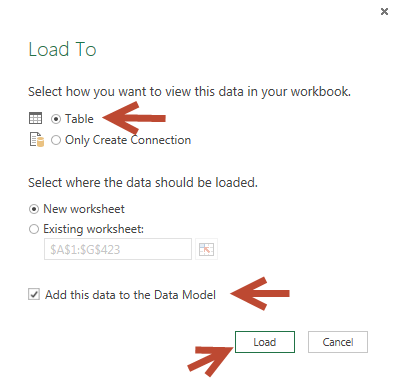 Load To
Select how you want to view this data in your workbook.
Table
Only Create Connection
Select where the data should be loaded.
New worksheet
Existing worksheet:
$A$1:$G$423
Add this data to the Data Model
Load Cancel